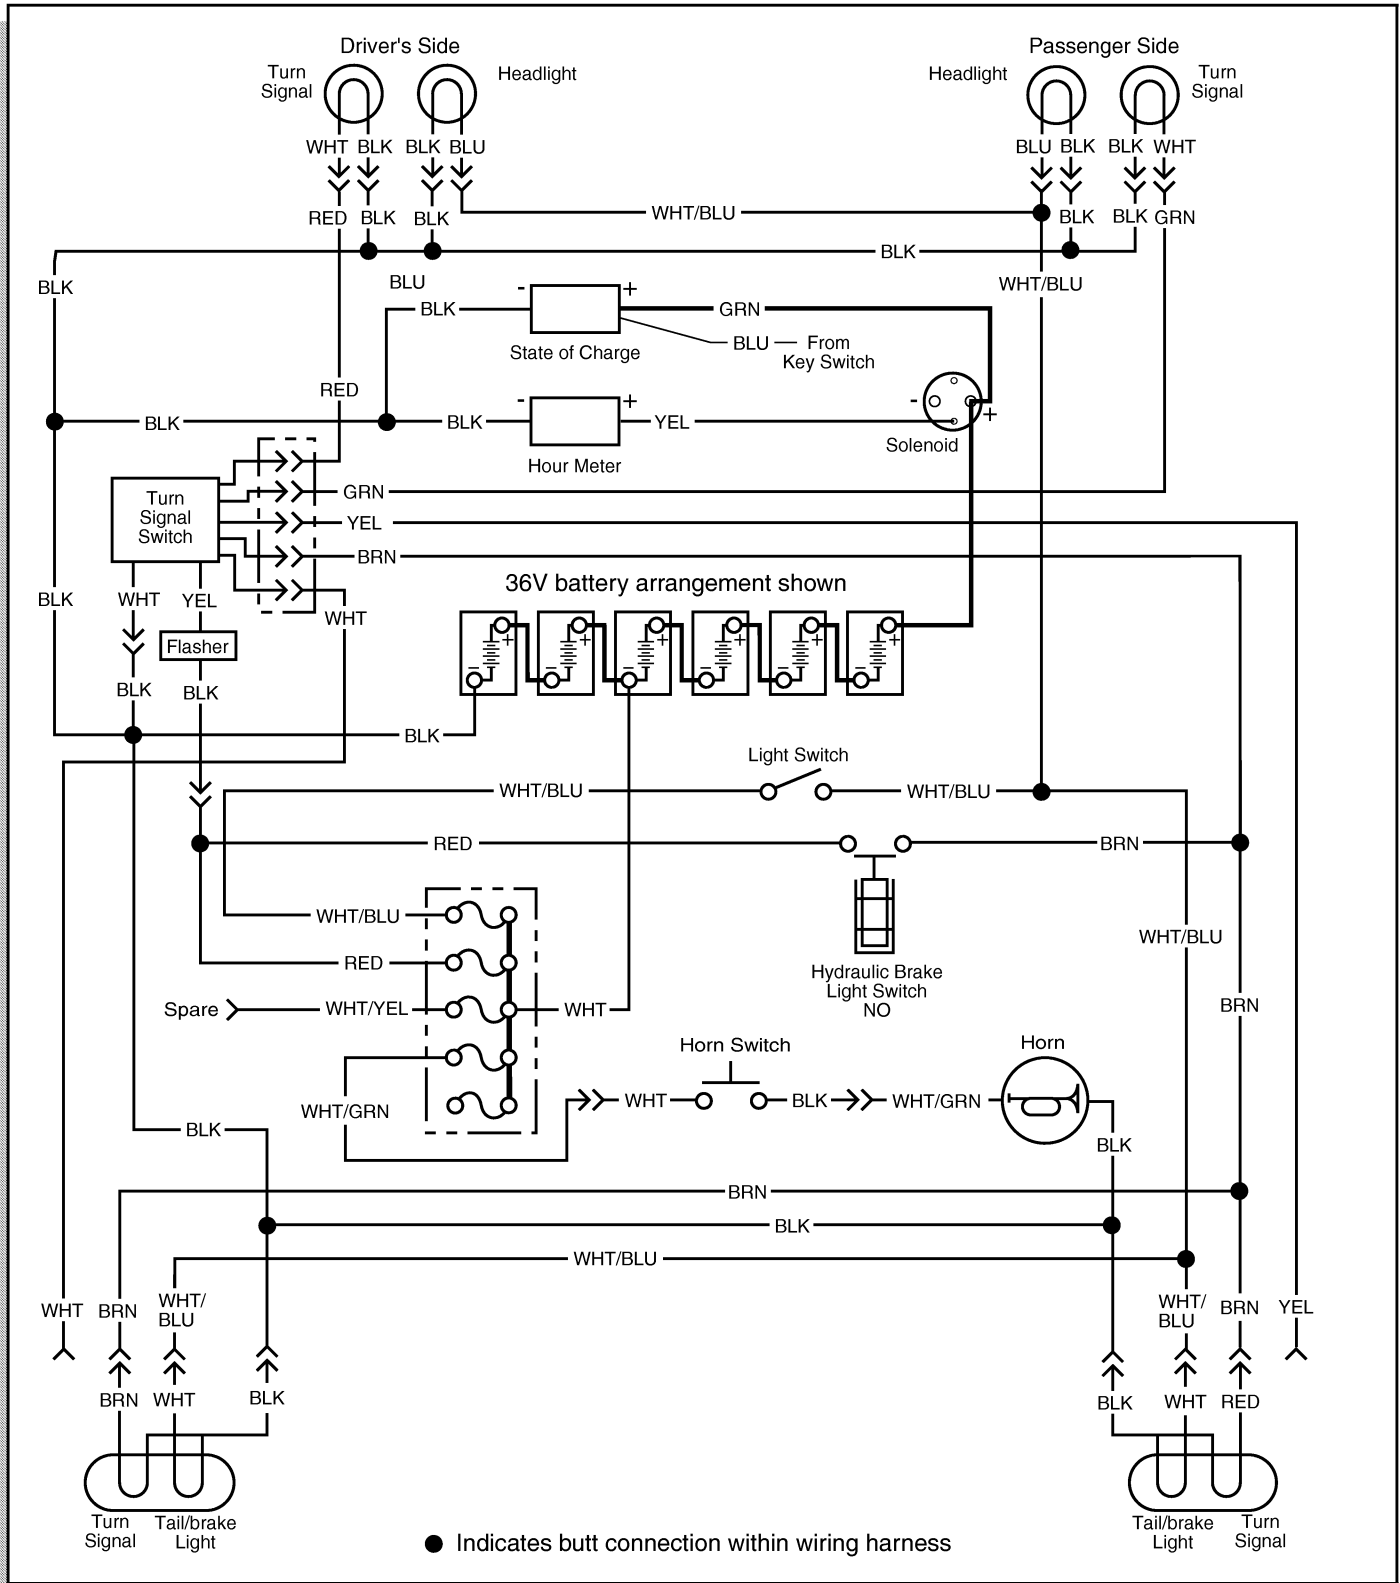 Driver's Side
Passenger Side
Turn
Signal
Headlight
Headlight
Turn
Signal
WHT BLK BLK BLU
BLU BLK BLK WHT
RED BLK BLK
WHT/BLU
BLK BLK GRN
BLK
BLK
BLU
WHT/BLU
- +
BLK
GRN
State of Charge
BLU
From
Key Switch
RED
- +
- +
BLK
BLK
YEL
Solenoid
Hour Meter
Turn
Signal
Switch
GRN
YEL
BRN
36V battery arrangement shown
BLK
WHT
YEL
WHT
Flasher
+ + + + + +
- - - - - -
BLK
BLK
BLK
Light Switch
WHT/BLU
WHT/BLU
RED
BRN
WHT/BLU
WHT/BLU
RED
Hydraulic Brake
Light Switch
NO
Spare
WHT/YEL
WHT
BRN
Horn Switch
Horn
WHT/GRN
WHT
BLK
WHT/GRN
BLK
BLK
BRN
BLK
WHT/BLU
WHT
BRN
WHT/
BLU
WHT/
BLU
BRN
YEL
BRN
WHT
BLK
BLK
WHT
RED
Turn
Signal
Tail/brake
Light
Tail/brake
Light
Turn
Signal
Indicates butt connection within wiring harness